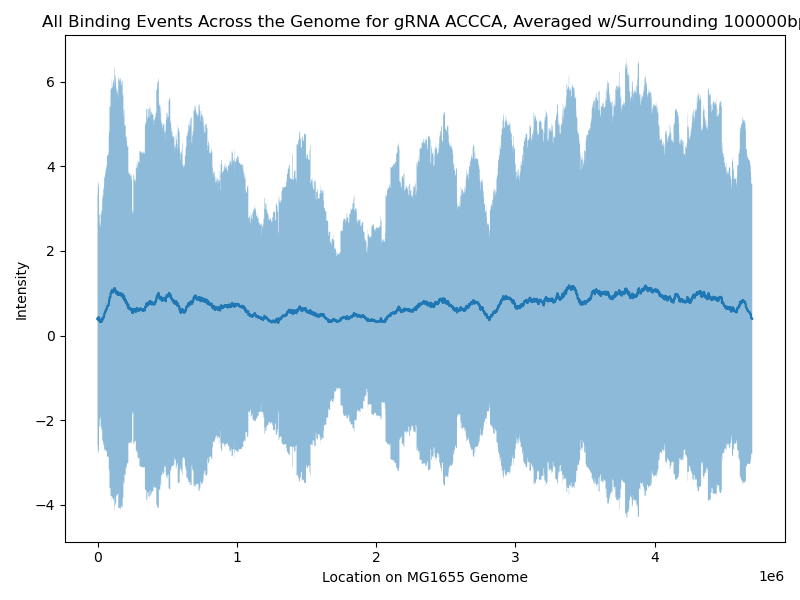 All Binding Events Across the Genome for gRNA ACCCA, Averaged w/Surrounding 100000bp
Intensity
6
4
2
0
−2
−4
0
1
2
3
4
1e6
Location on MG1655 Genome